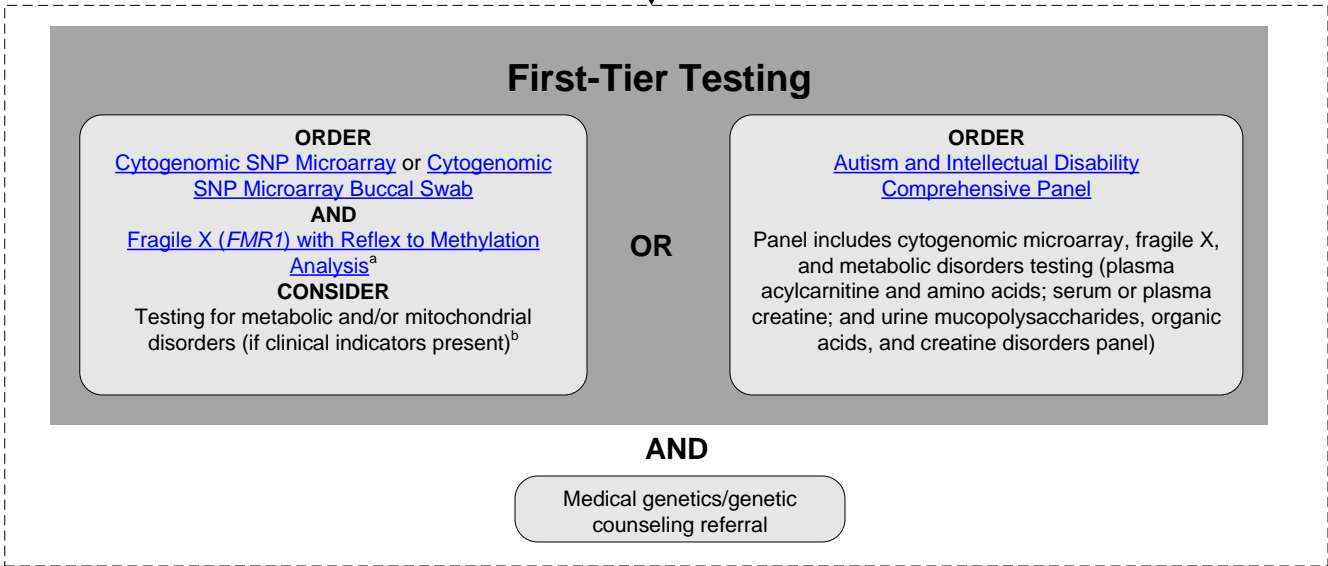 First-Tier Testing
ORDER
Cytogenomic SNP Microarray or Cytogenomic
SNP Microarray Buccal Swab
AND
Fragile X (FMR1) with Reflex to Methylation
Analysisa
CONSIDER
Testing for metabolic and/or mitochondrial
disorders (if clinical indicators present)b
OR
ORDER
Autism and Intellectual Disability
Comprehensive Panel
Panel includes cytogenomic microarray, fragile X,
and metabolic disorders testing (plasma
acylcarnitine and amino acids; serum or plasma
creatine; and urine mucopolysaccharides, organic
acids, and creatine disorders panel)
AND
Medical genetics/genetic
counseling referral